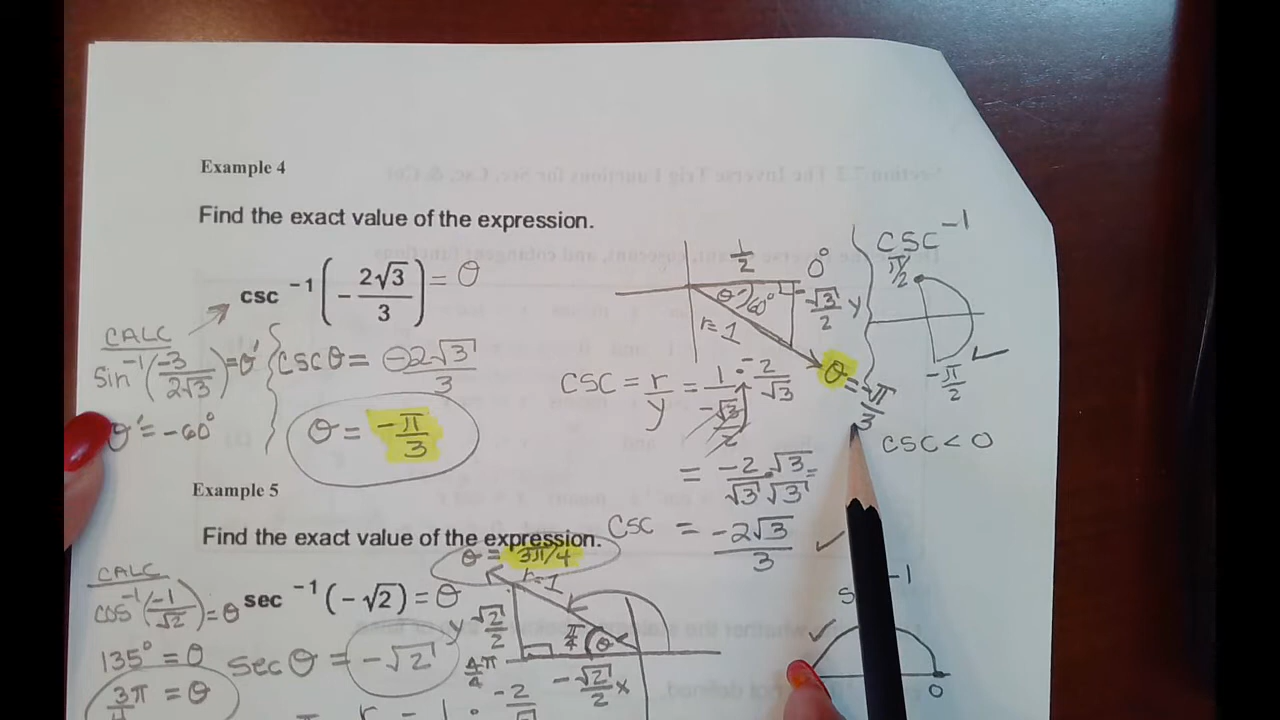 Example 4
Find the exact value of the expression.
csc ⁻¹ (- 2√3/3) = θ
CALC
sin⁻¹(-3/2√3) = θ'
θ' = -60°
cscθ = -2√3/3
θ = -π/3
1/2
0°
θ' 60°
-√3/2 y
r=1
θ = -π/3
csc = r/y = 1/(-√3/2) · -2/√3
= -2/√3 · √3/√3 =
csc = -2√3/3 ✓
CSC⁻¹
π/2
-π/2 ✓
CSC < 0
Example 5
Find the exact value of the expression.
θ = 3π/4
CALC
cos⁻¹(-1/√2) = θ
135° = θ
3π/4 = θ
sec ⁻¹ (- √2) = θ
sec θ = -√2
r=1
y √2/2
π/4 θ
4π/4
-√2/2 x
-1
0